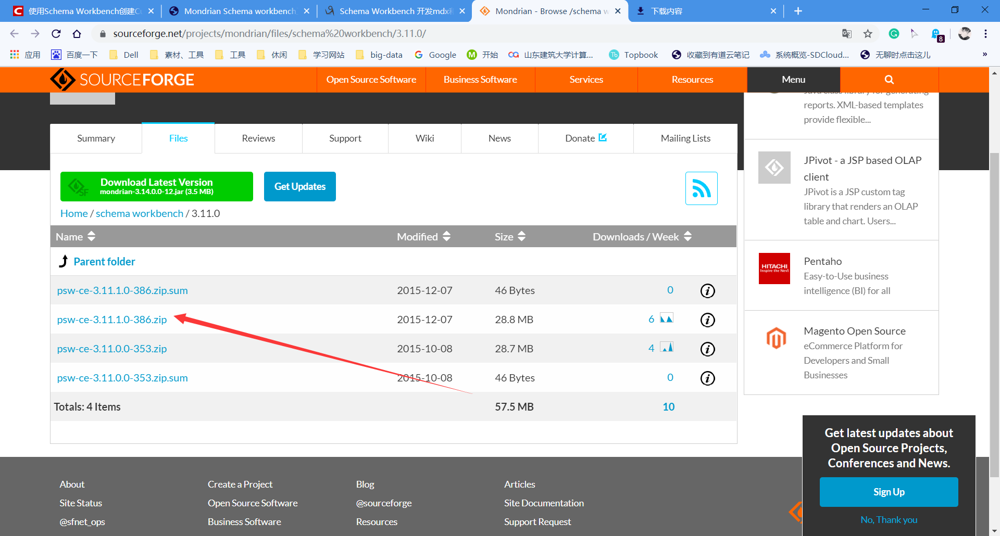 使用Schema Workbench创建C
Mondrian Schema workbench
Schema Workbench 开发mdx和
Mondrian - Browse /schema w
下载内容
sourceforge.net/projects/mondrian/files/schema%20workbench/3.11.0/
8
应用
百度一下
Dell
素材、工具
工具
休闲
学习网站
big-data
Google
开始
山东建筑大学计算...
Topbook
收藏到有道云笔记
系统概览-SDCloud...
无聊时点击这儿
»
SOURCEFORGE
Open Source Software
Business Software
Services
Resources
Menu
Java class library for generating
reports. XML-based templates
provide flexible...
Summary
Files
Reviews
Support
Wiki
News
Donate
Mailing Lists
Download Latest Version
mondrian-3.14.0.0-12.jar (3.5 MB)
SF
Get Updates
Home / schema workbench / 3.11.0
Name
Modified
Size
Downloads / Week
Parent folder
psw-ce-3.11.1.0-386.zip.sum 2015-12-07 46 Bytes 0
psw-ce-3.11.1.0-386.zip 2015-12-07 28.8 MB 6
psw-ce-3.11.0.0-353.zip 2015-10-08 28.7 MB 4
psw-ce-3.11.0.0-353.zip.sum 2015-10-08 46 Bytes 0
Totals: 4 Items 57.5 MB 10
JPivot - a JSP based OLAP
client
JPivot is a JSP custom tag
library that renders an OLAP
table and chart. Users...
HITACHI
Inspire the Next
Pentaho
Easy-to-Use business
intelligence (BI) for all
Magento Open Source
eCommerce Platform for
Developers and Small
Businesses
Get latest updates about
Open Source Projects,
Conferences and News.
Sign Up
No, Thank you
About
Create a Project
Blog
Articles
Site Status
Open Source Software
@sourceforge
Site Documentation
@sfnet_ops
Business Software
Resources
Support Request